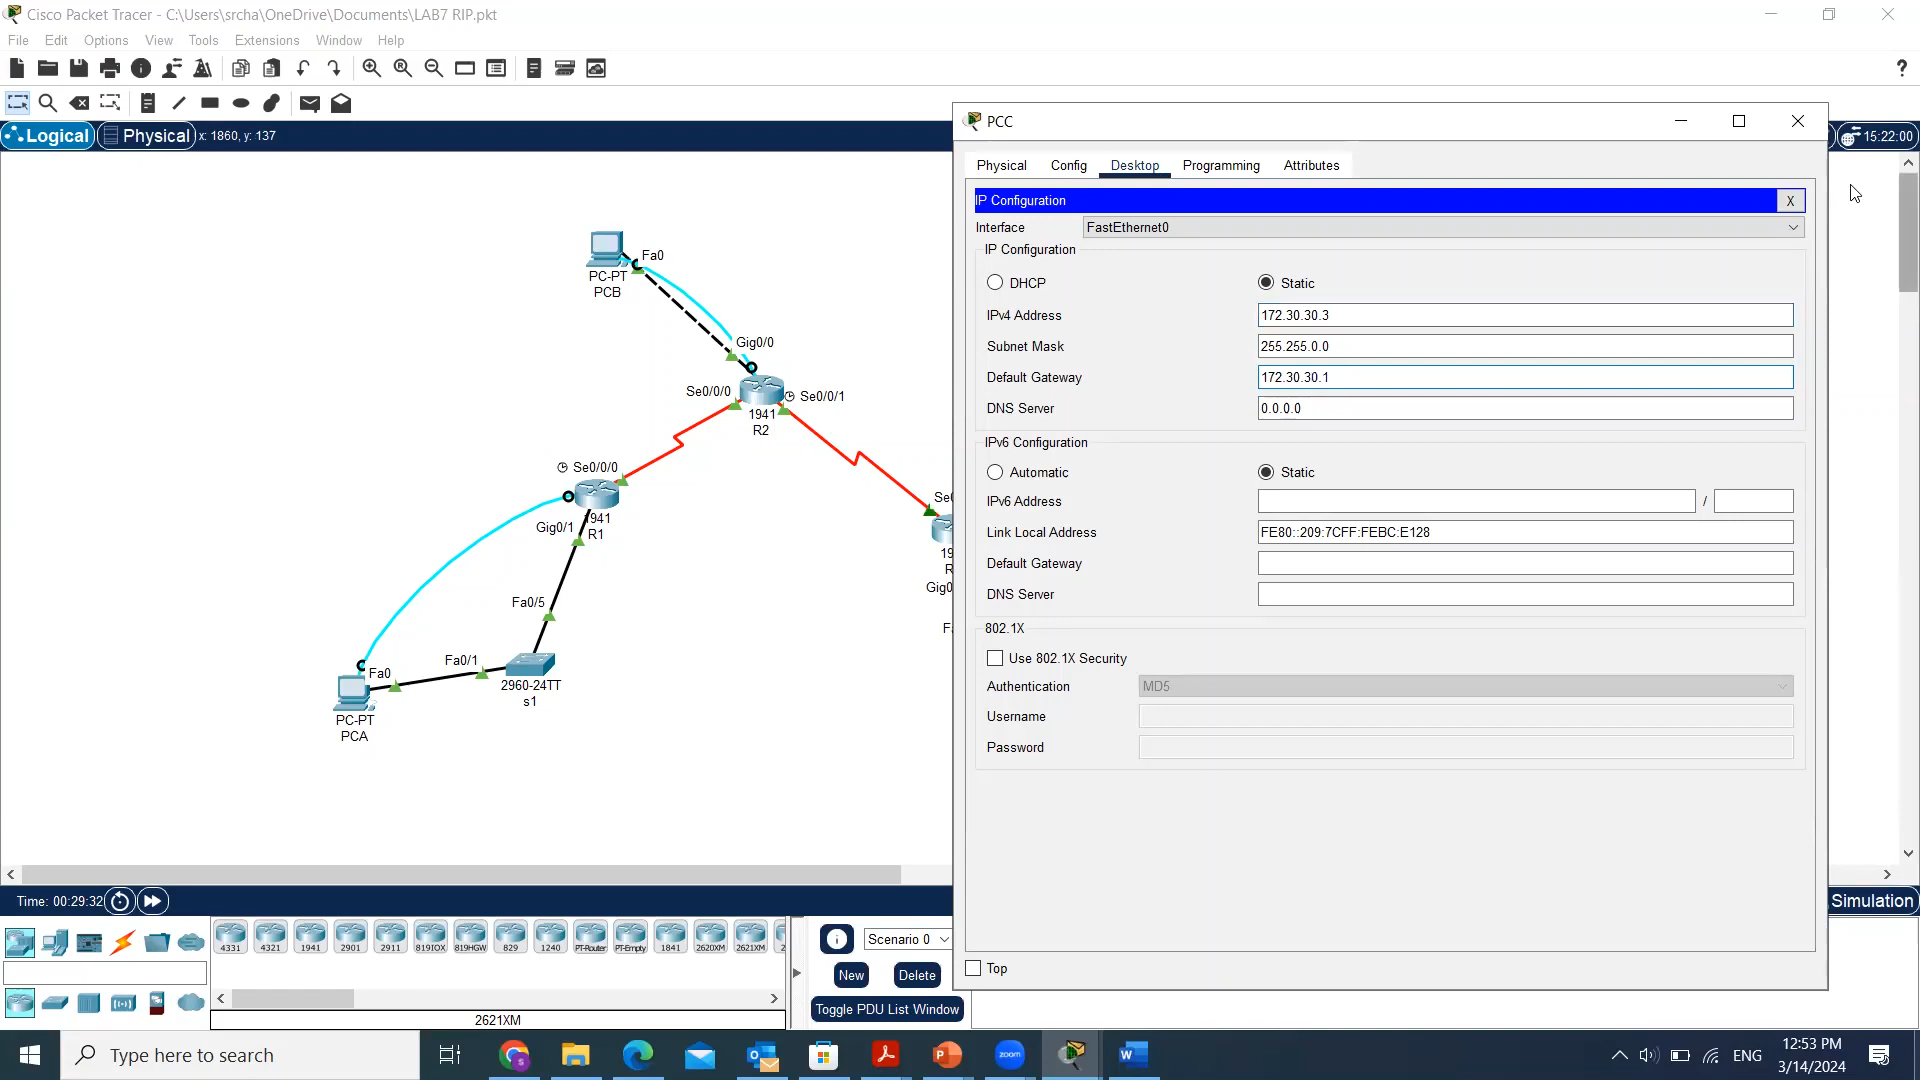 Cisco Packet Tracer - C:\Users\srcha\OneDrive\Documents\LAB7 RIP.pkt
File Edit Options View Tools Extensions Window Help
?
Logical Physical x: 1860, y: 137
15:22:00
PCC
Physical Config Desktop Programming Attributes
IP Configuration X
Interface FastEthernet0
IP Configuration
DHCP Static
IPv4 Address 172.30.30.3
Subnet Mask 255.255.0.0
Default Gateway 172.30.30.1
DNS Server 0.0.0.0
IPv6 Configuration
Automatic Static
IPv6 Address /
Link Local Address FE80::209:7CFF:FEBC:E128
Default Gateway
DNS Server
802.1X
Use 802.1X Security
Authentication MD5
Username
Password
Top
Fa0
PC-PT
PCB
Gig0/0
Se0/0/0 Se0/0/1
1941
R2
Se0/0/0
1941
Gig0/1 R1
Fa0/5
Fa0/1
Fa0
2960-24TT
s1
PC-PT
PCA
Time: 00:29:32
Simulation
4331 4321 1941 2901 2911 819IOX 819HGW 829 1240 PT-Router PT-Empty 1841 2620XM 2621XM
2621XM
Scenario 0
New Delete
Toggle PDU List Window
Type here to search
zoom
ENG
12:53 PM
3/14/2024